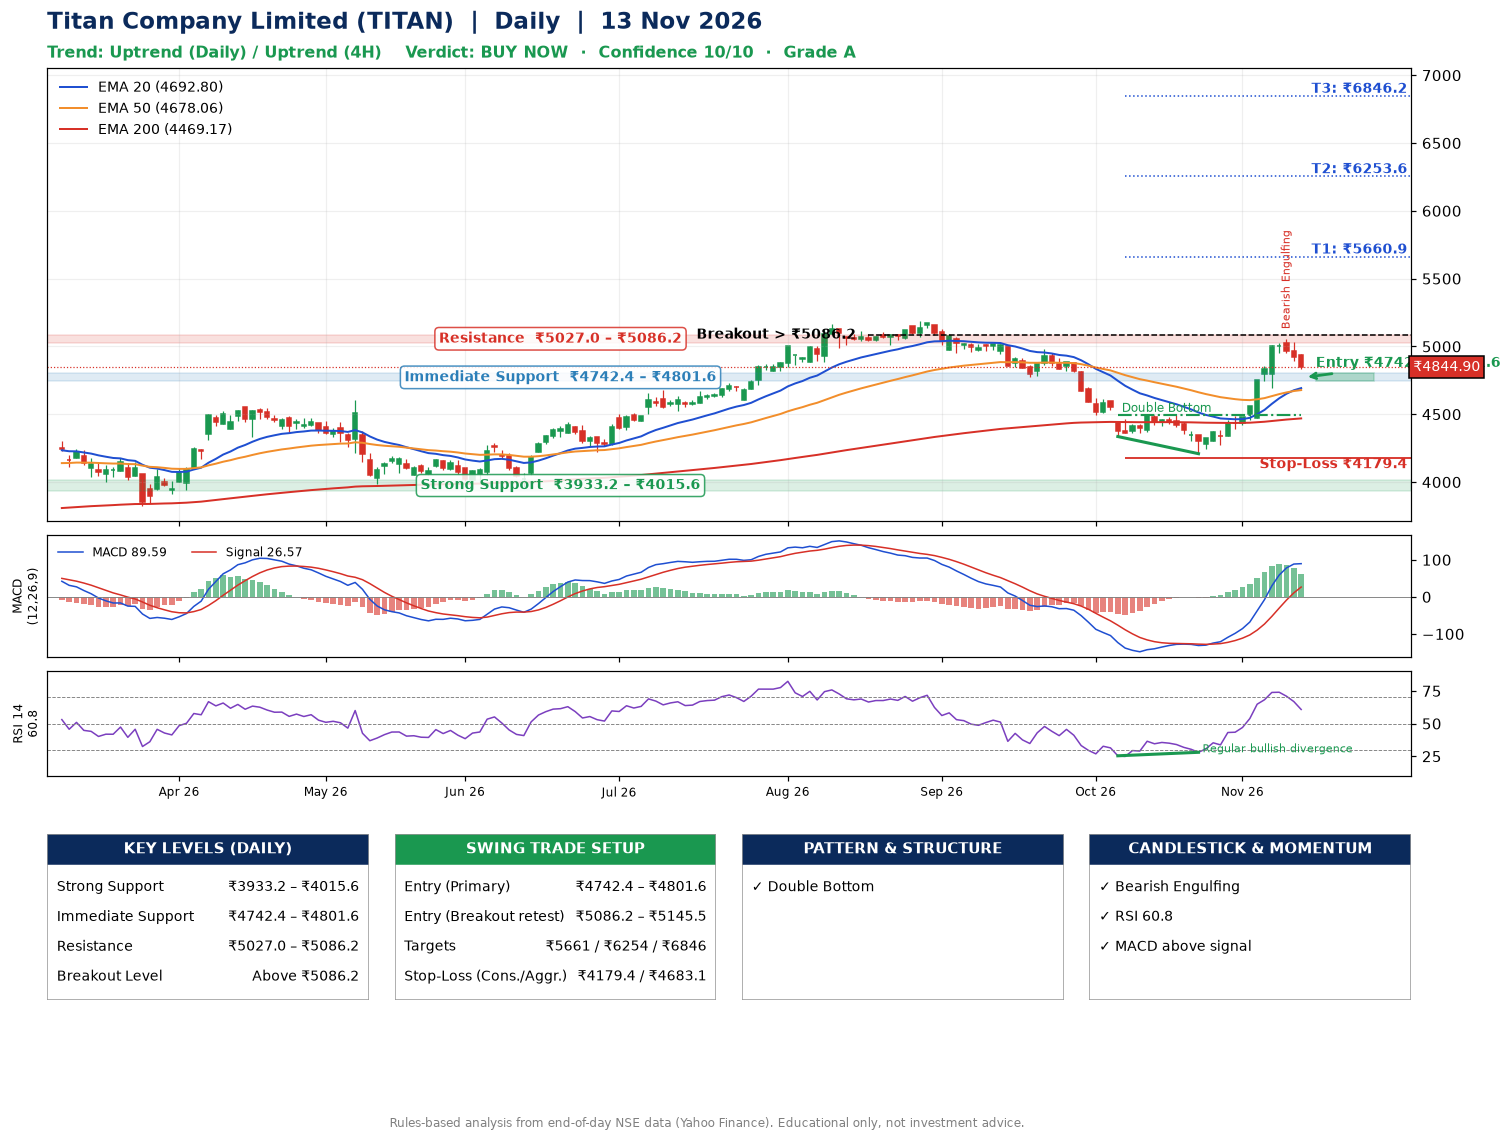 Titan Company Limited (TITAN) | Daily | 13 Nov 2026
Trend: Uptrend (Daily) / Uptrend (4H) Verdict: BUY NOW · Confidence 10/10 · Grade A
EMA 20 (4692.80)
EMA 50 (4678.06)
EMA 200 (4469.17)
T3: ₹6846.2
T2: ₹6253.6
T1: ₹5660.9
Bearish Engulfing
Resistance ₹5027.0 – ₹5086.2
Breakout > ₹5086.2
Immediate Support ₹4742.4 – ₹4801.6
Entry ₹4742
.6
₹4844.90
Double Bottom
Stop-Loss ₹4179.4
Strong Support ₹3933.2 – ₹4015.6
7000
6500
6000
5500
5000
4500
4000
MACD 89.59
Signal 26.57
MACD
(12,26,9)
100
0
−100
RSI 14
60.8
Regular bullish divergence
75
50
25
Apr 26
May 26
Jun 26
Jul 26
Aug 26
Sep 26
Oct 26
Nov 26
KEY LEVELS (DAILY)
Strong Support ₹3933.2 – ₹4015.6
Immediate Support ₹4742.4 – ₹4801.6
Resistance ₹5027.0 – ₹5086.2
Breakout Level Above ₹5086.2
SWING TRADE SETUP
Entry (Primary) ₹4742.4 – ₹4801.6
Entry (Breakout retest) ₹5086.2 – ₹5145.5
Targets ₹5661 / ₹6254 / ₹6846
Stop-Loss (Cons./Aggr.) ₹4179.4 / ₹4683.1
PATTERN & STRUCTURE
✓ Double Bottom
CANDLESTICK & MOMENTUM
✓ Bearish Engulfing
✓ RSI 60.8
✓ MACD above signal
Rules-based analysis from end-of-day NSE data (Yahoo Finance). Educational only, not investment advice.